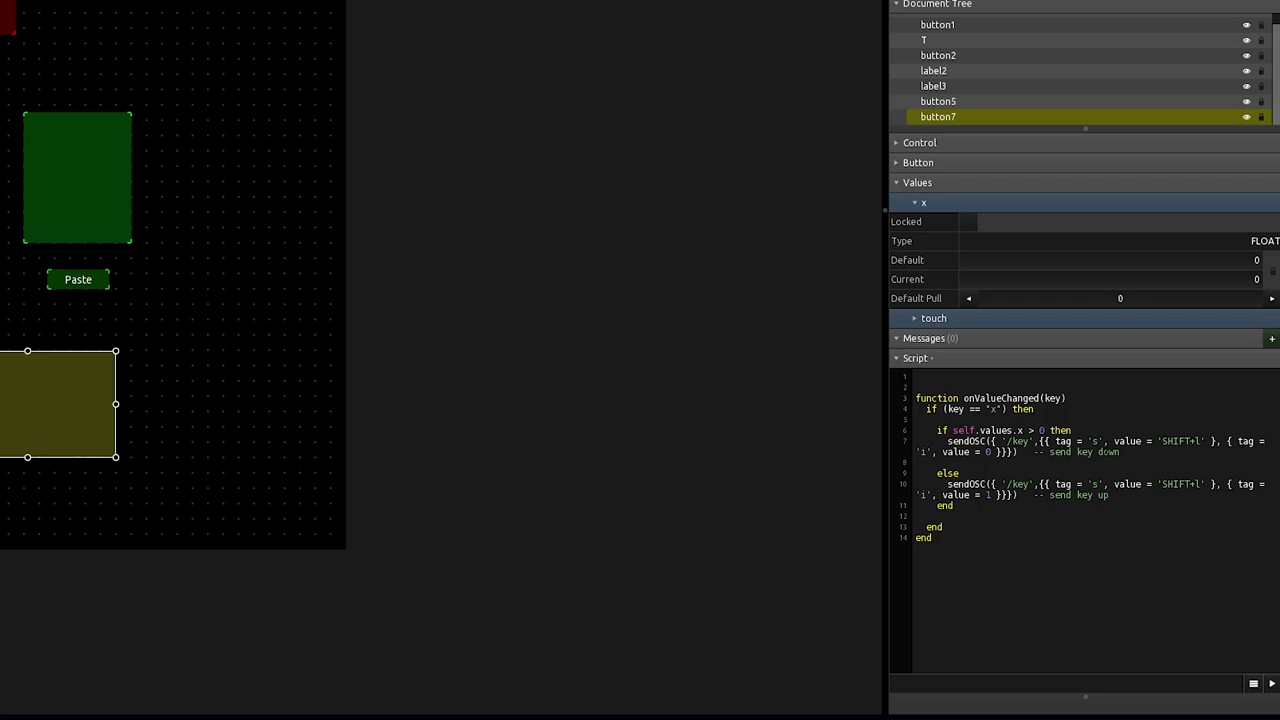 Document Tree
button1
T
button2
label2
label3
button5
button7
Control
Button
Values
x
Locked
Type FLOAT
Default 0
Current 0
Default Pull 0
touch
Messages (0) +
Script •
1
2
3 function onValueChanged(key)
4 if (key == "x") then
5
6 if self.values.x > 0 then
7 sendOSC({ '/key',{{ tag = 's', value = 'SHIFT+l' }, { tag =
'i', value = 0 }}}) -- send key down
8
9 else
10 sendOSC({ '/key',{{ tag = 's', value = 'SHIFT+l' }, { tag =
'i', value = 1 }}}) -- send key up
11 end
12
13 end
14 end
Paste